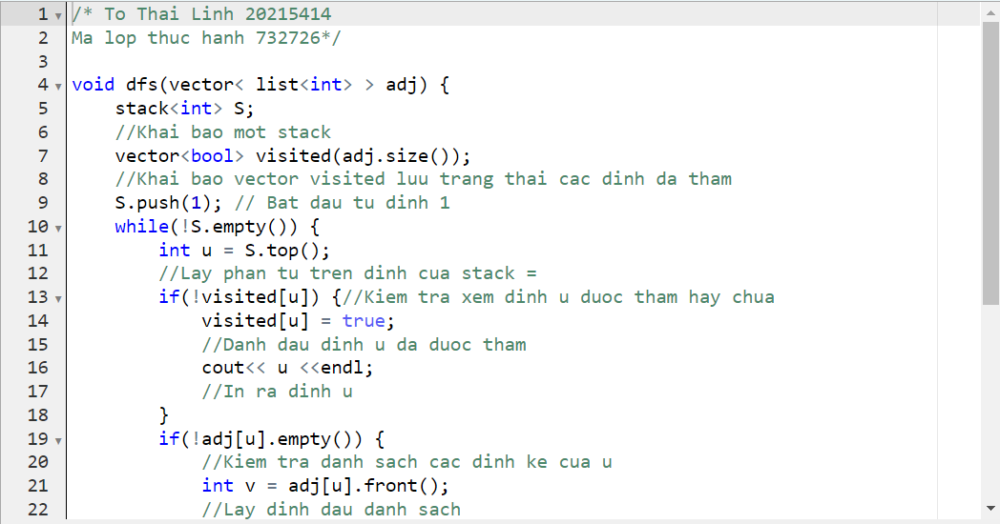 1 /* To Thai Linh 20215414
2 Ma lop thuc hanh 732726*/
3
4 void dfs(vector< list<int> > adj) {
5     stack<int> S;
6     //Khai bao mot stack
7     vector<bool> visited(adj.size());
8     //Khai bao vector visited luu trang thai cac dinh da tham
9     S.push(1); // Bat dau tu dinh 1
10     while(!S.empty()) {
11         int u = S.top();
12         //Lay phan tu tren dinh cua stack =
13         if(!visited[u]) {//Kiem tra xem dinh u duoc tham hay chua
14             visited[u] = true;
15             //Danh dau dinh u da duoc tham
16             cout<< u <<endl;
17             //In ra dinh u
18         }
19         if(!adj[u].empty()) {
20             //Kiem tra danh sach cac dinh ke cua u
21             int v = adj[u].front();
22             //Lay dinh dau danh sach